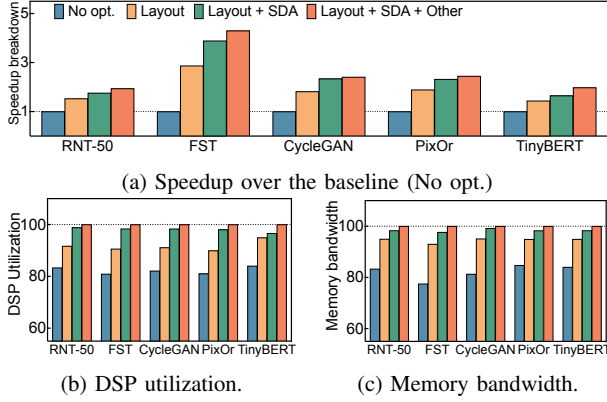 No opt. Layout Layout + SDA Layout + SDA + Other
Speedup breakdown
5
3
1
RNT-50 FST CycleGAN PixOr TinyBERT
(a) Speedup over the baseline (No opt.)
DSP Utilization
100
80
60
RNT-50 FST CycleGAN PixOr TinyBERT
(b) DSP utilization.
Memory bandwidth
100
80
60
RNT-50 FST CycleGAN PixOr TinyBERT
(c) Memory bandwidth.